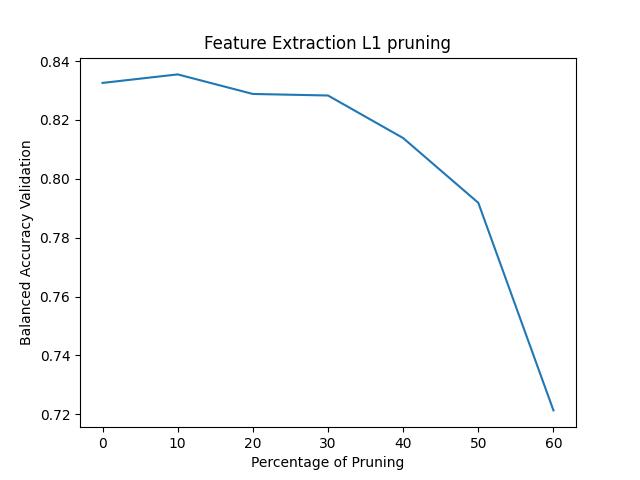 Feature Extraction L1 pruning
Balanced Accuracy Validation
0.84
0.82
0.80
0.78
0.76
0.74
0.72
0 10 20 30 40 50 60
Percentage of Pruning